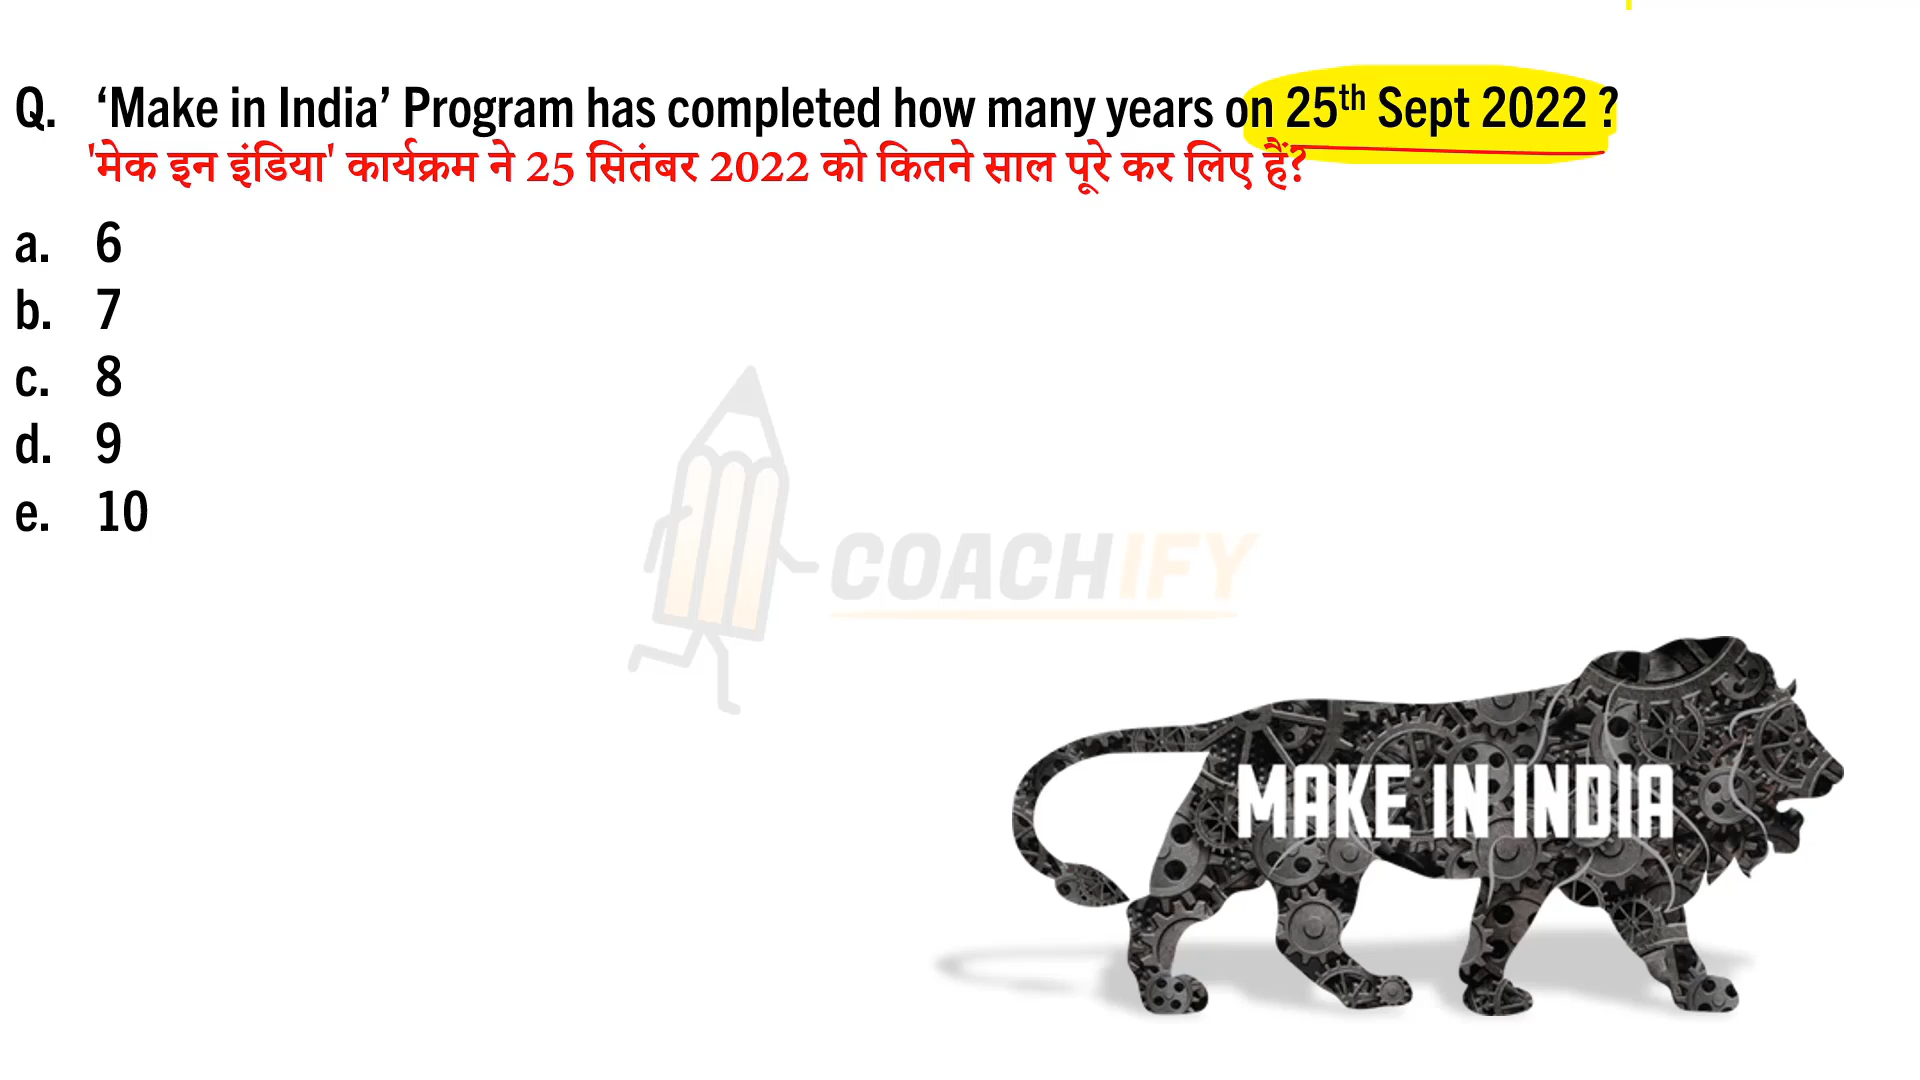 Q. ‘Make in India’ Program has completed how many years on 25th Sept 2022 ?
'मेक इन इंडिया' कार्यक्रम ने 25 सितंबर 2022 को कितने साल पूरे कर लिए हैं?
a. 6
b. 7
c. 8
d. 9
e. 10
COACHIFY
MAKE IN INDIA